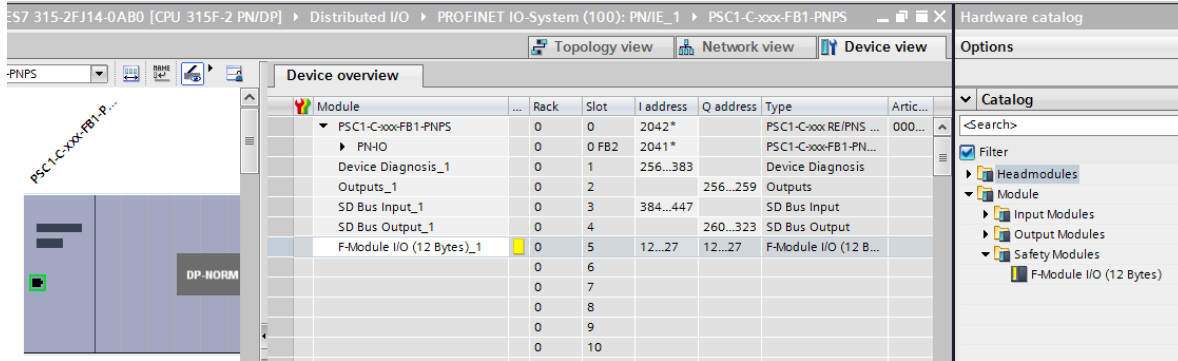 ES7 315-2FJ14-0AB0 [CPU 315F-2 PN/DP] ▸ Distributed I/O ▸ PROFINET IO-System (100): PN/IE_1 ▸ PSC1-C-xxx-FB1-PNPS
Hardware catalog
Topology view Network view Device view
Options
-PNPS
Device overview
Module ... Rack Slot I address Q address Type Artic...
Catalog
PSC1-C-xxx-FB1-PNPS 0 0 2042* PSC1-C-xxx RE/PNS ... 000...
<Search>
PN-IO 0 0 FB2 2041* PSC1-C-xxx-FB1-PN...
Filter
Device Diagnosis_1 0 1 256...383 Device Diagnosis
Headmodules
Outputs_1 0 2 256...259 Outputs
Module
SD Bus Input_1 0 3 384...447 SD Bus Input
Input Modules
SD Bus Output_1 0 4 260...323 SD Bus Output
Output Modules
F-Module I/O (12 Bytes)_1 0 5 12...27 12...27 F-Module I/O (12 B...
Safety Modules
0 6
F-Module I/O (12 Bytes)
0 7
0 8
0 9
0 10
PSC1-C-xxx-FB1-P...
DP-NORM